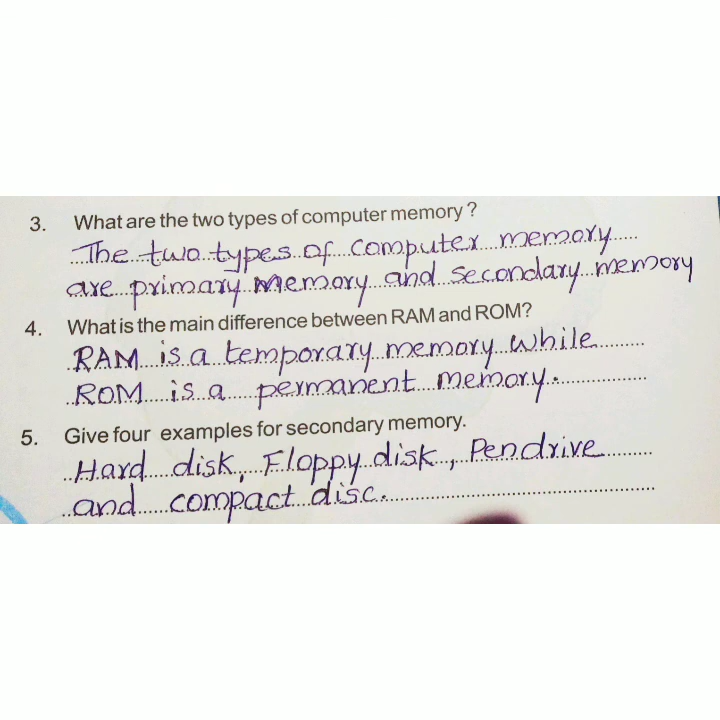 3. What are the two types of computer memory ?
The two types of computer memory
are primary memory and secondary memory
4. What is the main difference between RAM and ROM?
RAM is a temporary memory while
ROM is a permanent memory.
5. Give four examples for secondary memory.
Hard disk, Floppy disk, Pendrive
and compact disc.